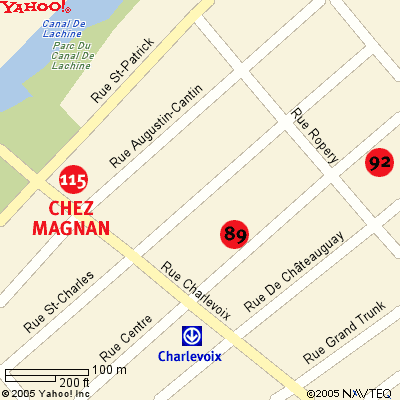 YAHOO!
Canal De
Lachine
Parc Du
Canal De
Lachine
Rue St-Patrick
Rue Augustin-Cantin
Rue Ropery
92
115
CHEZ
MAGNAN
89
Rue De Châteauguay
Rue St-Charles
Rue Charlevoix
Rue Centre
Charlevoix
Rue Grand Trunk
100 m
200 ft
©2005 Yahoo! Inc
©2005 NAVTEQ